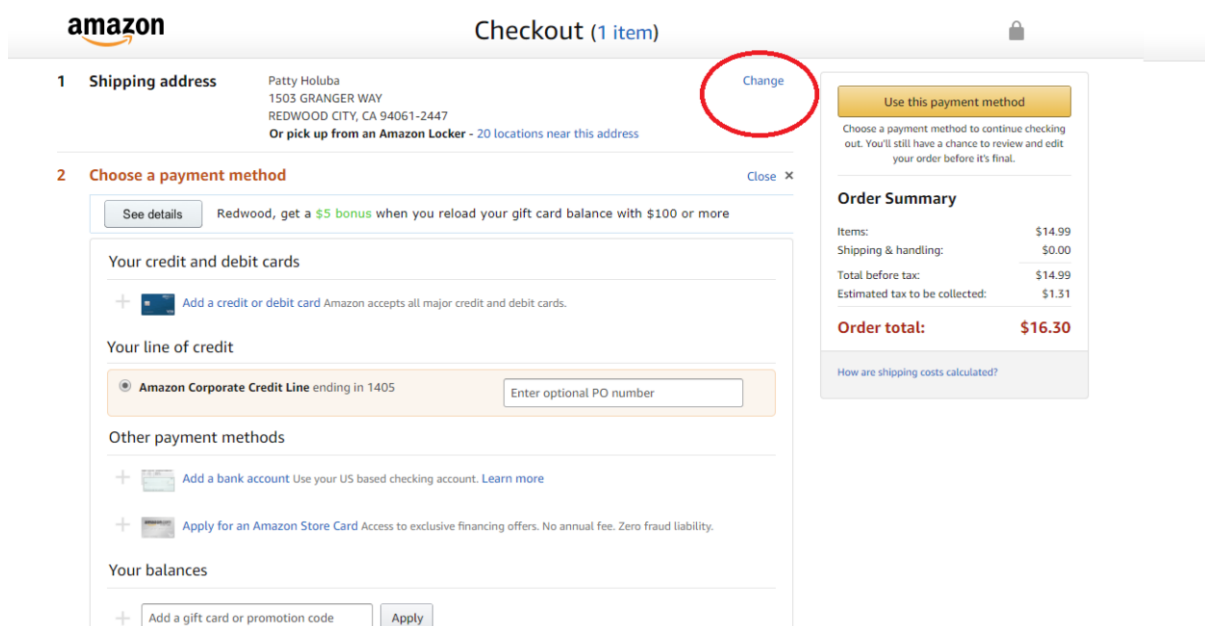 amazon
Checkout (1 item)
1 Shipping address
Patty Holuba
1503 GRANGER WAY
REDWOOD CITY, CA 94061-2447
Or pick up from an Amazon Locker - 20 locations near this address
Change
2 Choose a payment method
Close ×
See details
Redwood, get a $5 bonus when you reload your gift card balance with $100 or more
Your credit and debit cards
Add a credit or debit card Amazon accepts all major credit and debit cards.
Your line of credit
Amazon Corporate Credit Line ending in 1405
Enter optional PO number
Other payment methods
Add a bank account Use your US based checking account. Learn more
Apply for an Amazon Store Card Access to exclusive financing offers. No annual fee. Zero fraud liability.
Your balances
Add a gift card or promotion code
Apply
Use this payment method
Choose a payment method to continue checking
out. You'll still have a chance to review and edit
your order before it's final.
Order Summary
Items: $14.99
Shipping & handling: $0.00
Total before tax: $14.99
Estimated tax to be collected: $1.31
Order total: $16.30
How are shipping costs calculated?